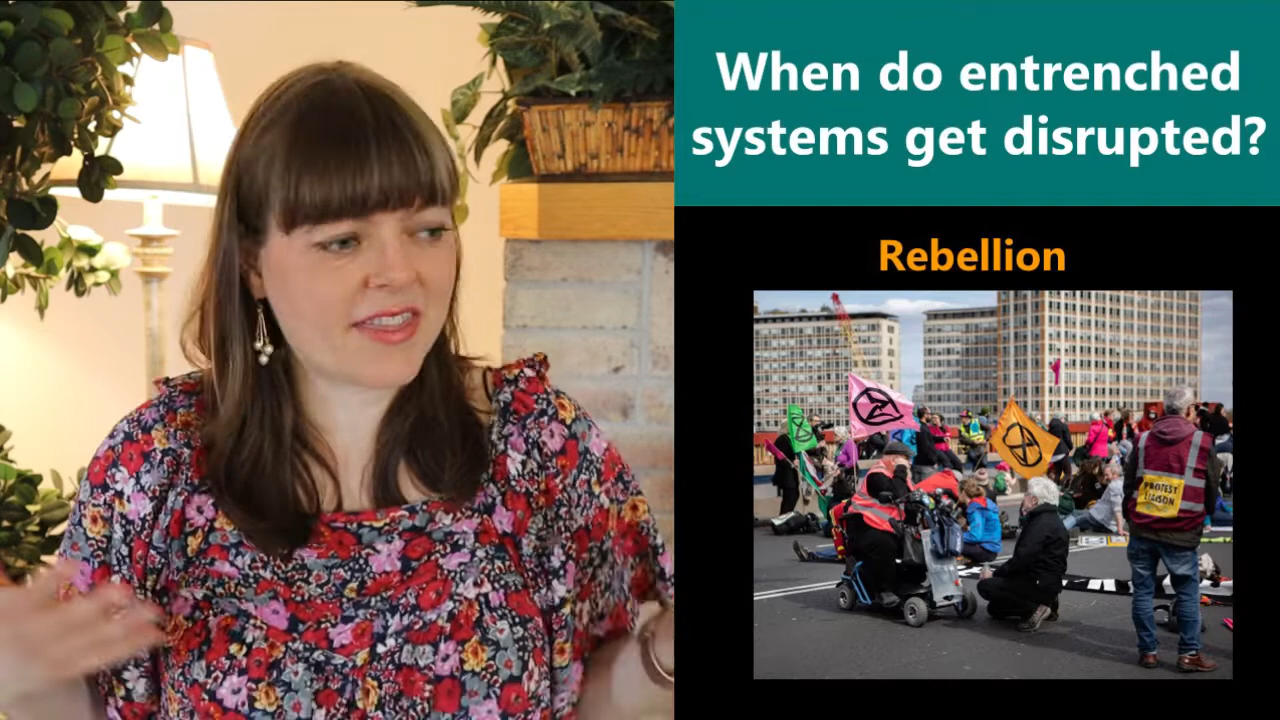 When do entrenched
systems get disrupted?
Rebellion
PROTEST
LIAISON